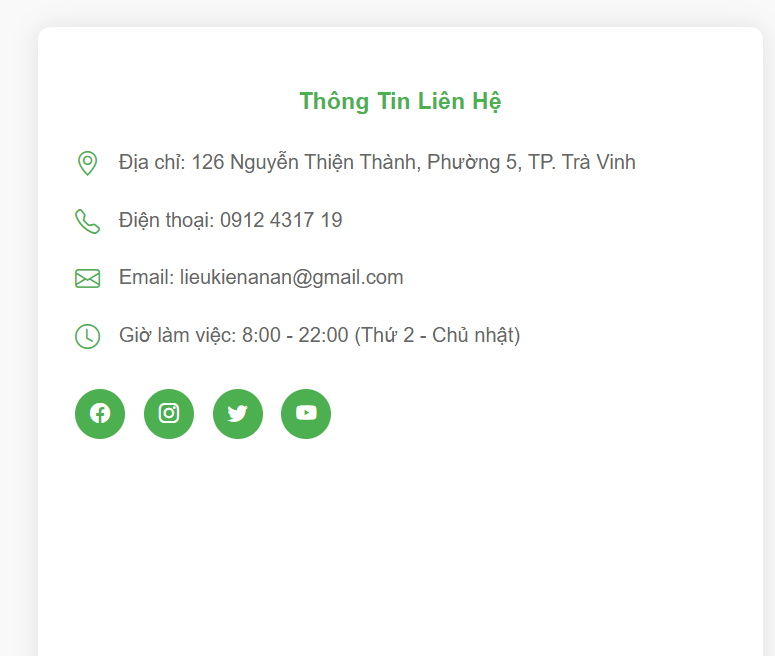 Thông Tin Liên Hệ
Địa chỉ: 126 Nguyễn Thiện Thành, Phường 5, TP. Trà Vinh
Điện thoại: 0912 4317 19
Email: lieukienanan@gmail.com
Giờ làm việc: 8:00 - 22:00 (Thứ 2 - Chủ nhật)